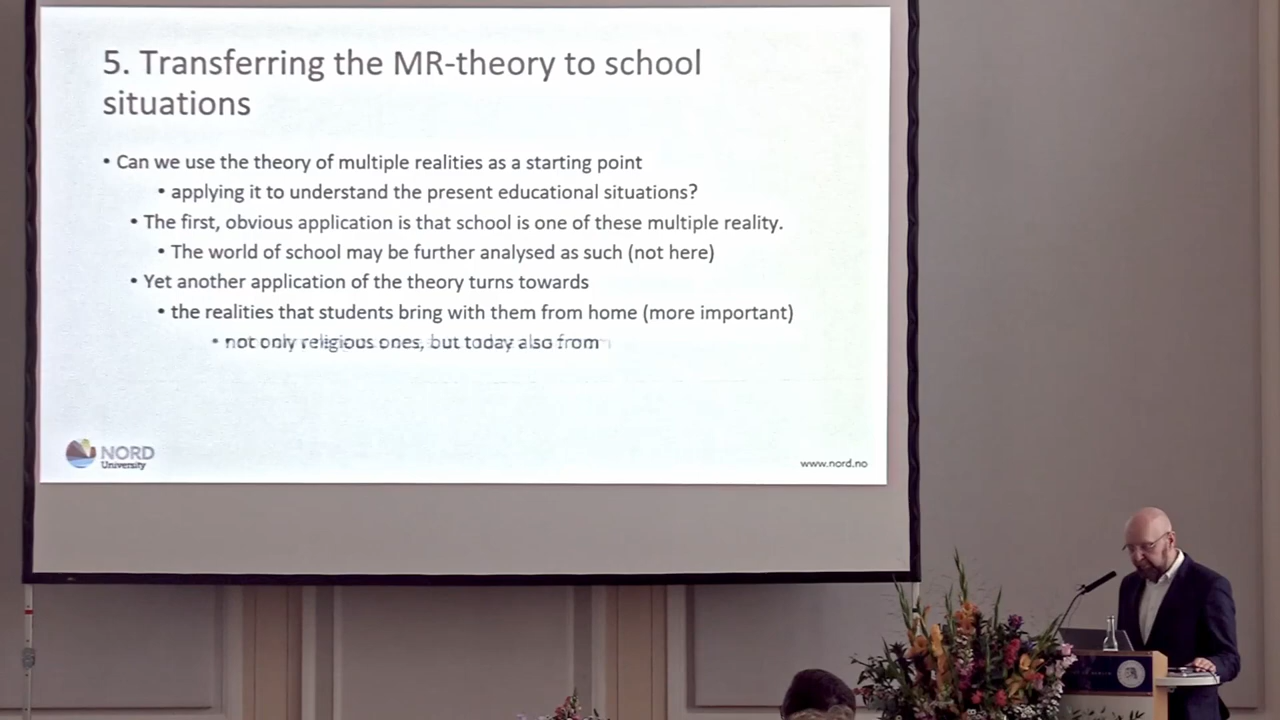 5. Transferring the MR-theory to school
situations
• Can we use the theory of multiple realities as a starting point
• applying it to understand the present educational situations?
• The first, obvious application is that school is one of these multiple reality.
• The world of school may be further analysed as such (not here)
• Yet another application of the theory turns towards
• the realities that students bring with them from home (more important)
• not only religious ones, but today also from
NORD
University
www.nord.no